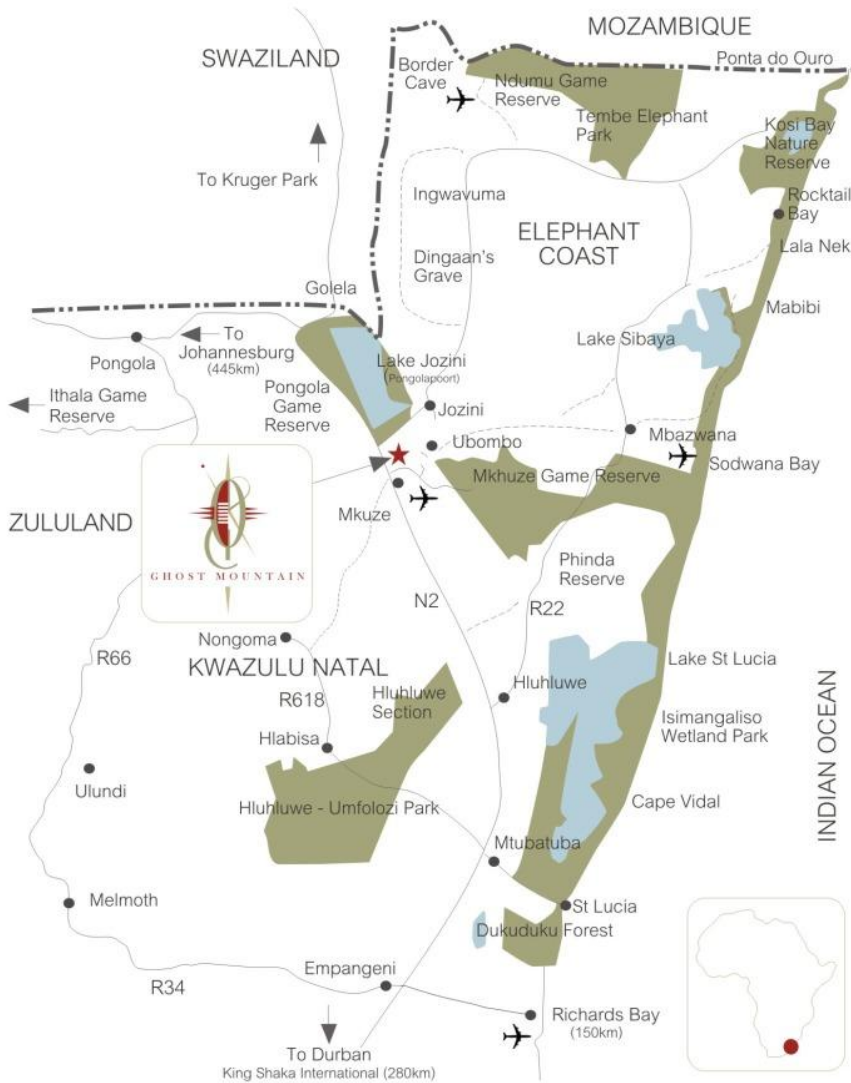 MOZAMBIQUE
SWAZILAND
Border
Cave
Ponta do Ouro
Ndumu Game
Reserve
Tembe Elephant
Park
Kosi Bay
Nature
Reserve
To Kruger Park
Ingwavuma
Rocktail
Bay
ELEPHANT
COAST
Dingaan's
Grave
Lala Nek
Golela
Mabibi
Lake Sibaya
To
Johannesburg
(445km)
Pongola
Lake Jozini
(Pongolapoort)
Ithala Game
Reserve
Pongola
Game
Reserve
Jozini
Ubombo
Mbazwana
Sodwana Bay
Mkhuze Game Reserve
Mkuze
ZULULAND
GHOST MOUNTAIN
Phinda
Reserve
N2
R22
Nongoma
R66
KWAZULU NATAL
Lake St Lucia
R618
Hluhluwe
Section
Hluhluwe
Isimangaliso
Wetland Park
INDIAN OCEAN
Hlabisa
Ulundi
Hluhluwe - Umfolozi Park
Cape Vidal
Mtubatuba
Melmoth
St Lucia
Dukuduku Forest
Empangeni
R34
Richards Bay
(150km)
To Durban
King Shaka International (280km)